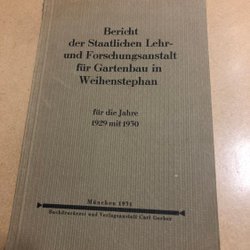 Bericht
der Staatlichen Lehr-
und Forschungsanstalt
für Gartenbau in
Weihenstephan
für die Jahre
1929 mit 1930
München 1931
Buchdruckerei und Verlagsanstalt Carl Gerber